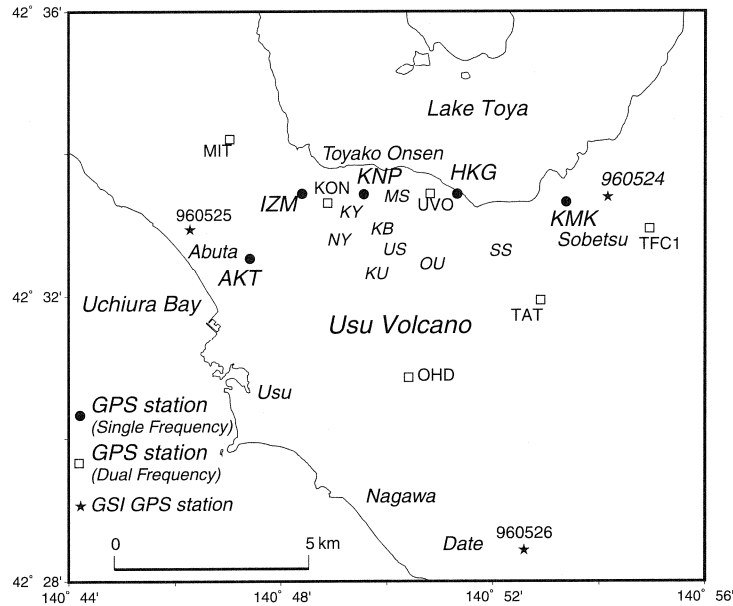 42° 36'
Lake Toya
MIT
Toyako Onsen
KNP
HKG
960524
KON
MS
IZM
UVO
960525
KY
KMK
KB
NY
Sobetsu
TFC1
Abuta
US
SS
AKT
OU
KU
42° 32'
Uchiura Bay
Usu Volcano
TAT
OHD
Usu
GPS station
(Single Frequency)
GPS station
(Dual Frequency)
GSI GPS station
Nagawa
960526
Date
0
5 km
42° 28'
140° 44'
140° 48'
140° 52'
140° 56'